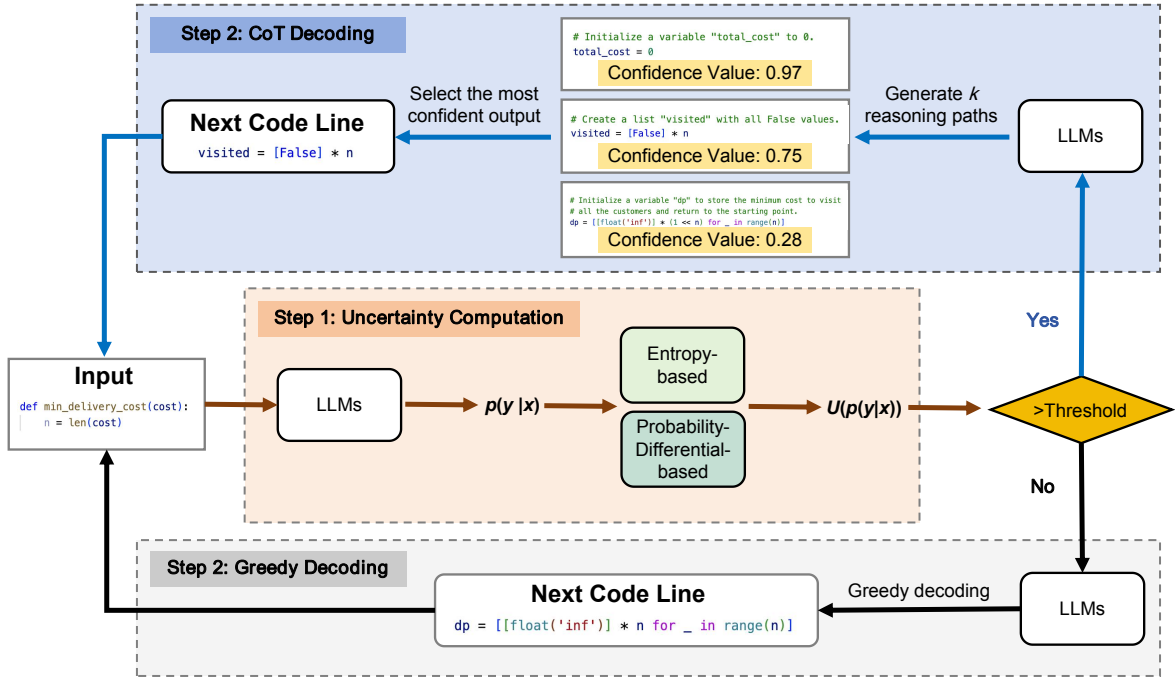 Step 2: CoT Decoding
# Initialize a variable "total_cost" to 0.
total_cost = 0
Confidence Value: 0.97
Select the most
confident output
Generate k
reasoning paths
Next Code Line
visited = [False] * n
# Create a list "visited" with all False values.
visited = [False] * n
Confidence Value: 0.75
LLMs
# Initialize a variable "dp" to store the minimum cost to visit
# all the customers and return to the starting point.
dp = [[float('inf')] * (1 << n) for _ in range(n)]
Confidence Value: 0.28
Step 1: Uncertainty Computation
Yes
Input
def min_delivery_cost(cost):
n = len(cost)
LLMs
p(y |x)
Entropy-
based
Probability-
Differential-
based
U(p(y|x))
>Threshold
No
Step 2: Greedy Decoding
Next Code Line
dp = [[float('inf')] * n for _ in range(n)]
Greedy decoding
LLMs